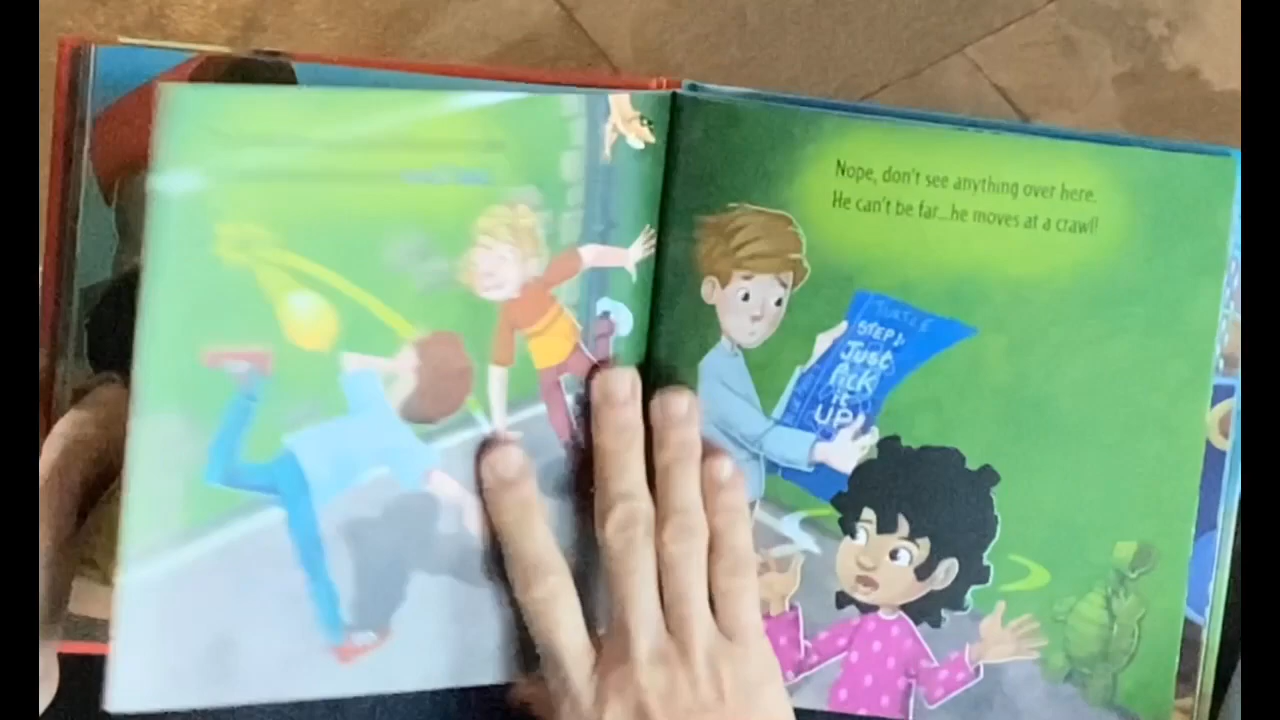 Nope, don't see anything over here.
He can't be far...he moves at a crawl!
TURTLE
STEP 1:
Just
Pick
it
UP!